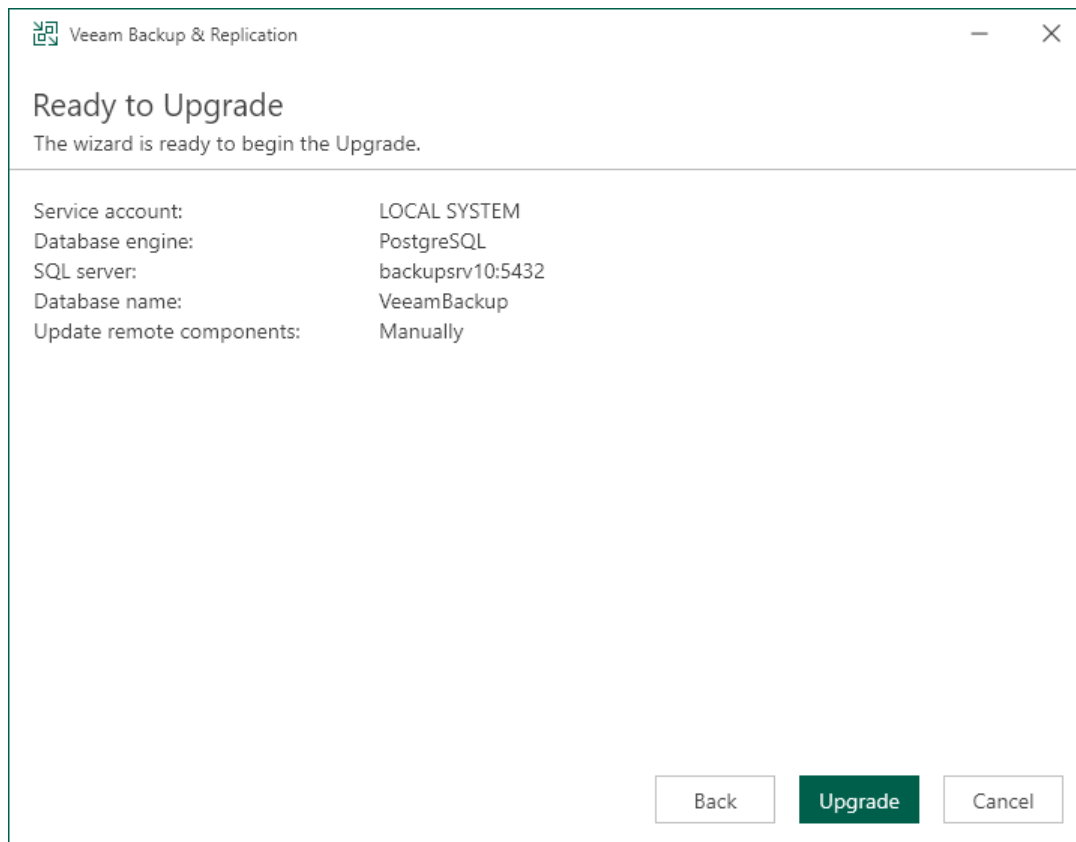 Veeam Backup & Replication
Ready to Upgrade
The wizard is ready to begin the Upgrade.
Service account: LOCAL SYSTEM
Database engine: PostgreSQL
SQL server: backupsrv10:5432
Database name: VeeamBackup
Update remote components: Manually
Back Upgrade Cancel